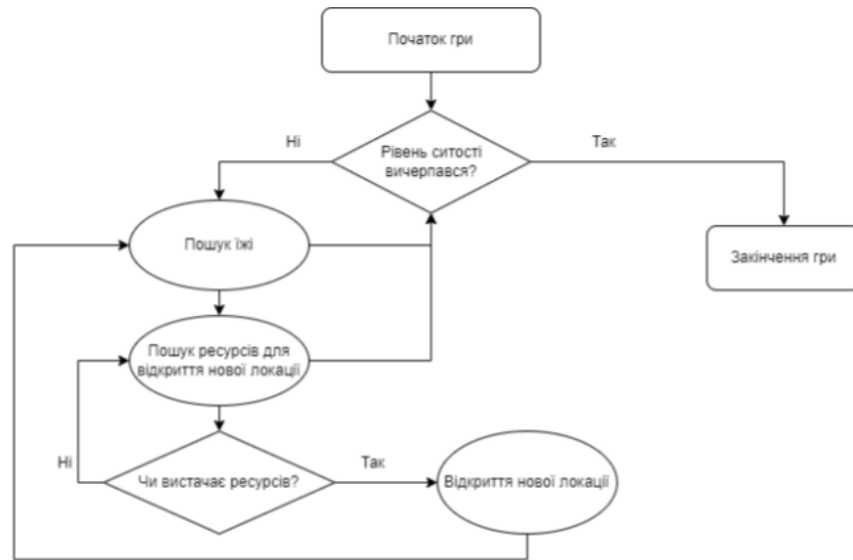 Початок гри
Ні
Рівень ситості
вичерпався?
Так
Пошук їжі
Закінчення гри
Пошук ресурсів для
відкриття нової локації
Ні
Чи вистачає ресурсів?
Так
Відкриття нової локації